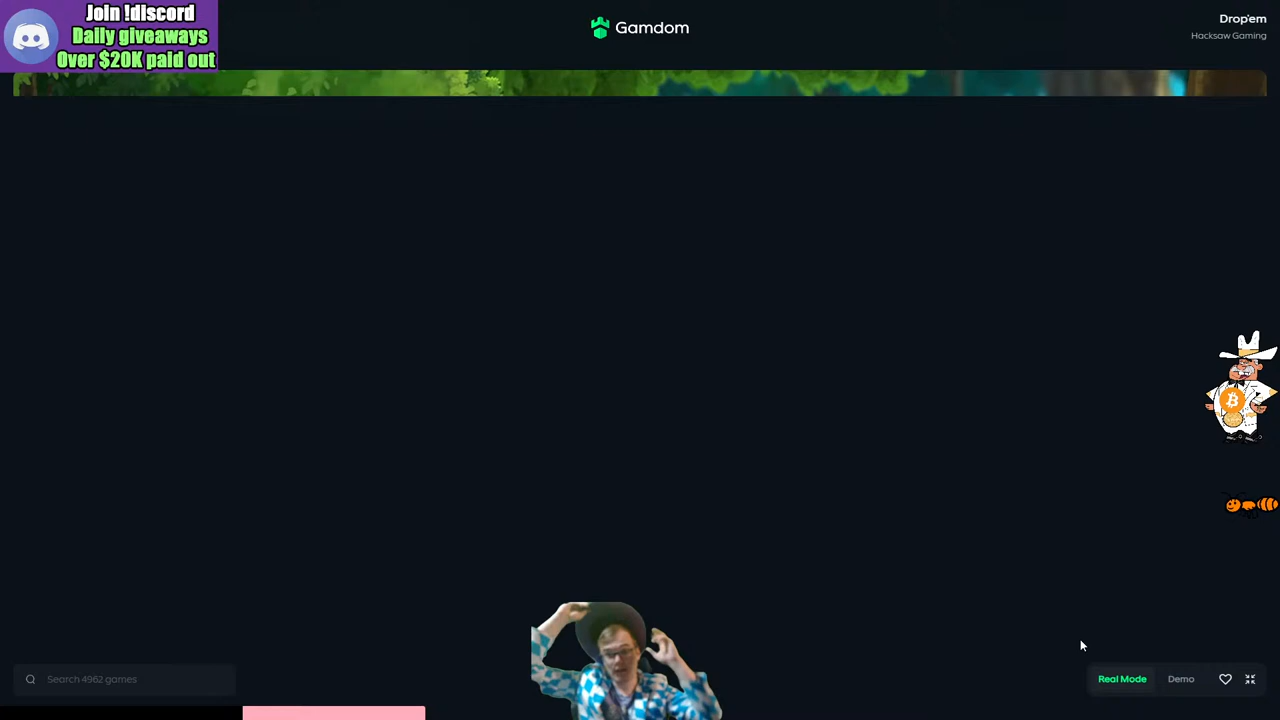 Join !discord
Daily giveaways
Over $20K paid out
Gamdom
Drop'em
Hacksaw Gaming
Search 4962 games
Real Mode
Demo